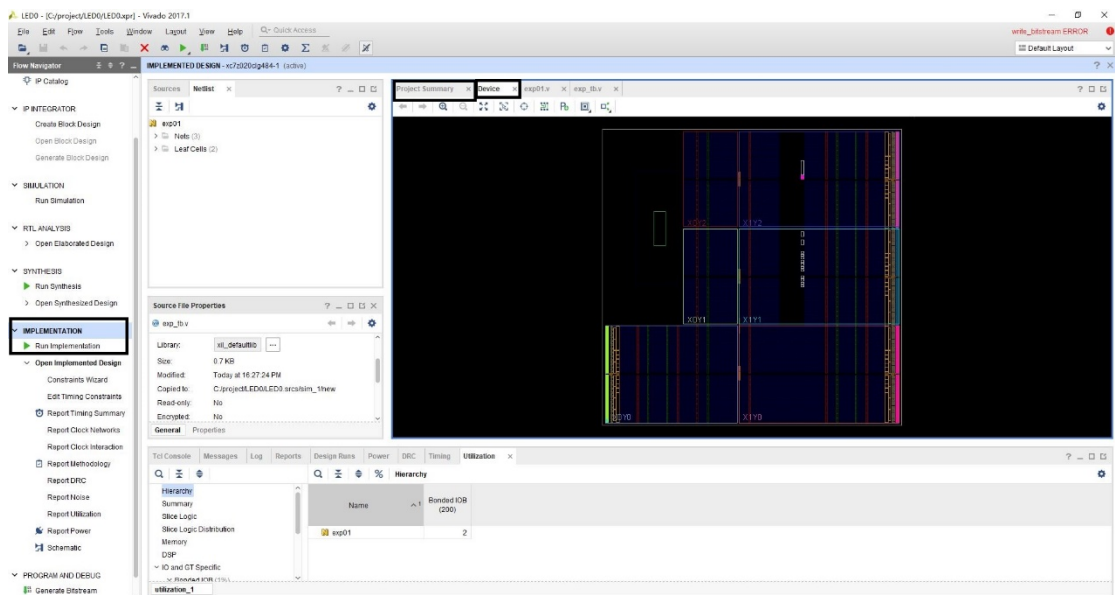 LED0 - [C:/project/LED0/LED0.xpr] - Vivado 2017.1
File Edit Flow Tools Window Layout View Help Quick Access
write_bitstream ERROR
Default Layout
Flow Navigator
IMPLEMENTED DESIGN - xc7z020clg484-1 (active)
IP Catalog
IP INTEGRATOR
Create Block Design
Open Block Design
Generate Block Design
SIMULATION
Run Simulation
RTL ANALYSIS
Open Elaborated Design
SYNTHESIS
Run Synthesis
Open Synthesized Design
IMPLEMENTATION
Run Implementation
Open Implemented Design
Constraints Wizard
Edit Timing Constraints
Report Timing Summary
Report Clock Networks
Report Clock Interaction
Report Methodology
Report DRC
Report Noise
Report Utilization
Report Power
Schematic
PROGRAM AND DEBUG
Generate Bitstream
Sources Netlist
exp01
Nets (3)
Leaf Cells (2)
Source File Properties
exp_tb.v
Library: xil_defaultlib
Size: 0.7 KB
Modified: Today at 16:27:24 PM
Copied to: C:/project/LED0/LED0.srcs/sim_1/new
Read-only: No
Encrypted: No
General Properties
Project Summary Device exp01.v exp_tb.v
X0Y2 X1Y2
X0Y1 X1Y1
X0Y0 X1Y0
Tcl Console Messages Log Reports Design Runs Power DRC Timing Utilization
Hierarchy
Hierarchy
Summary
Slice Logic
Slice Logic Distribution
Memory
DSP
IO and GT Specific
Bonded IOB (1%)
Name Bonded IOB (200)
exp01 2
utilization_1